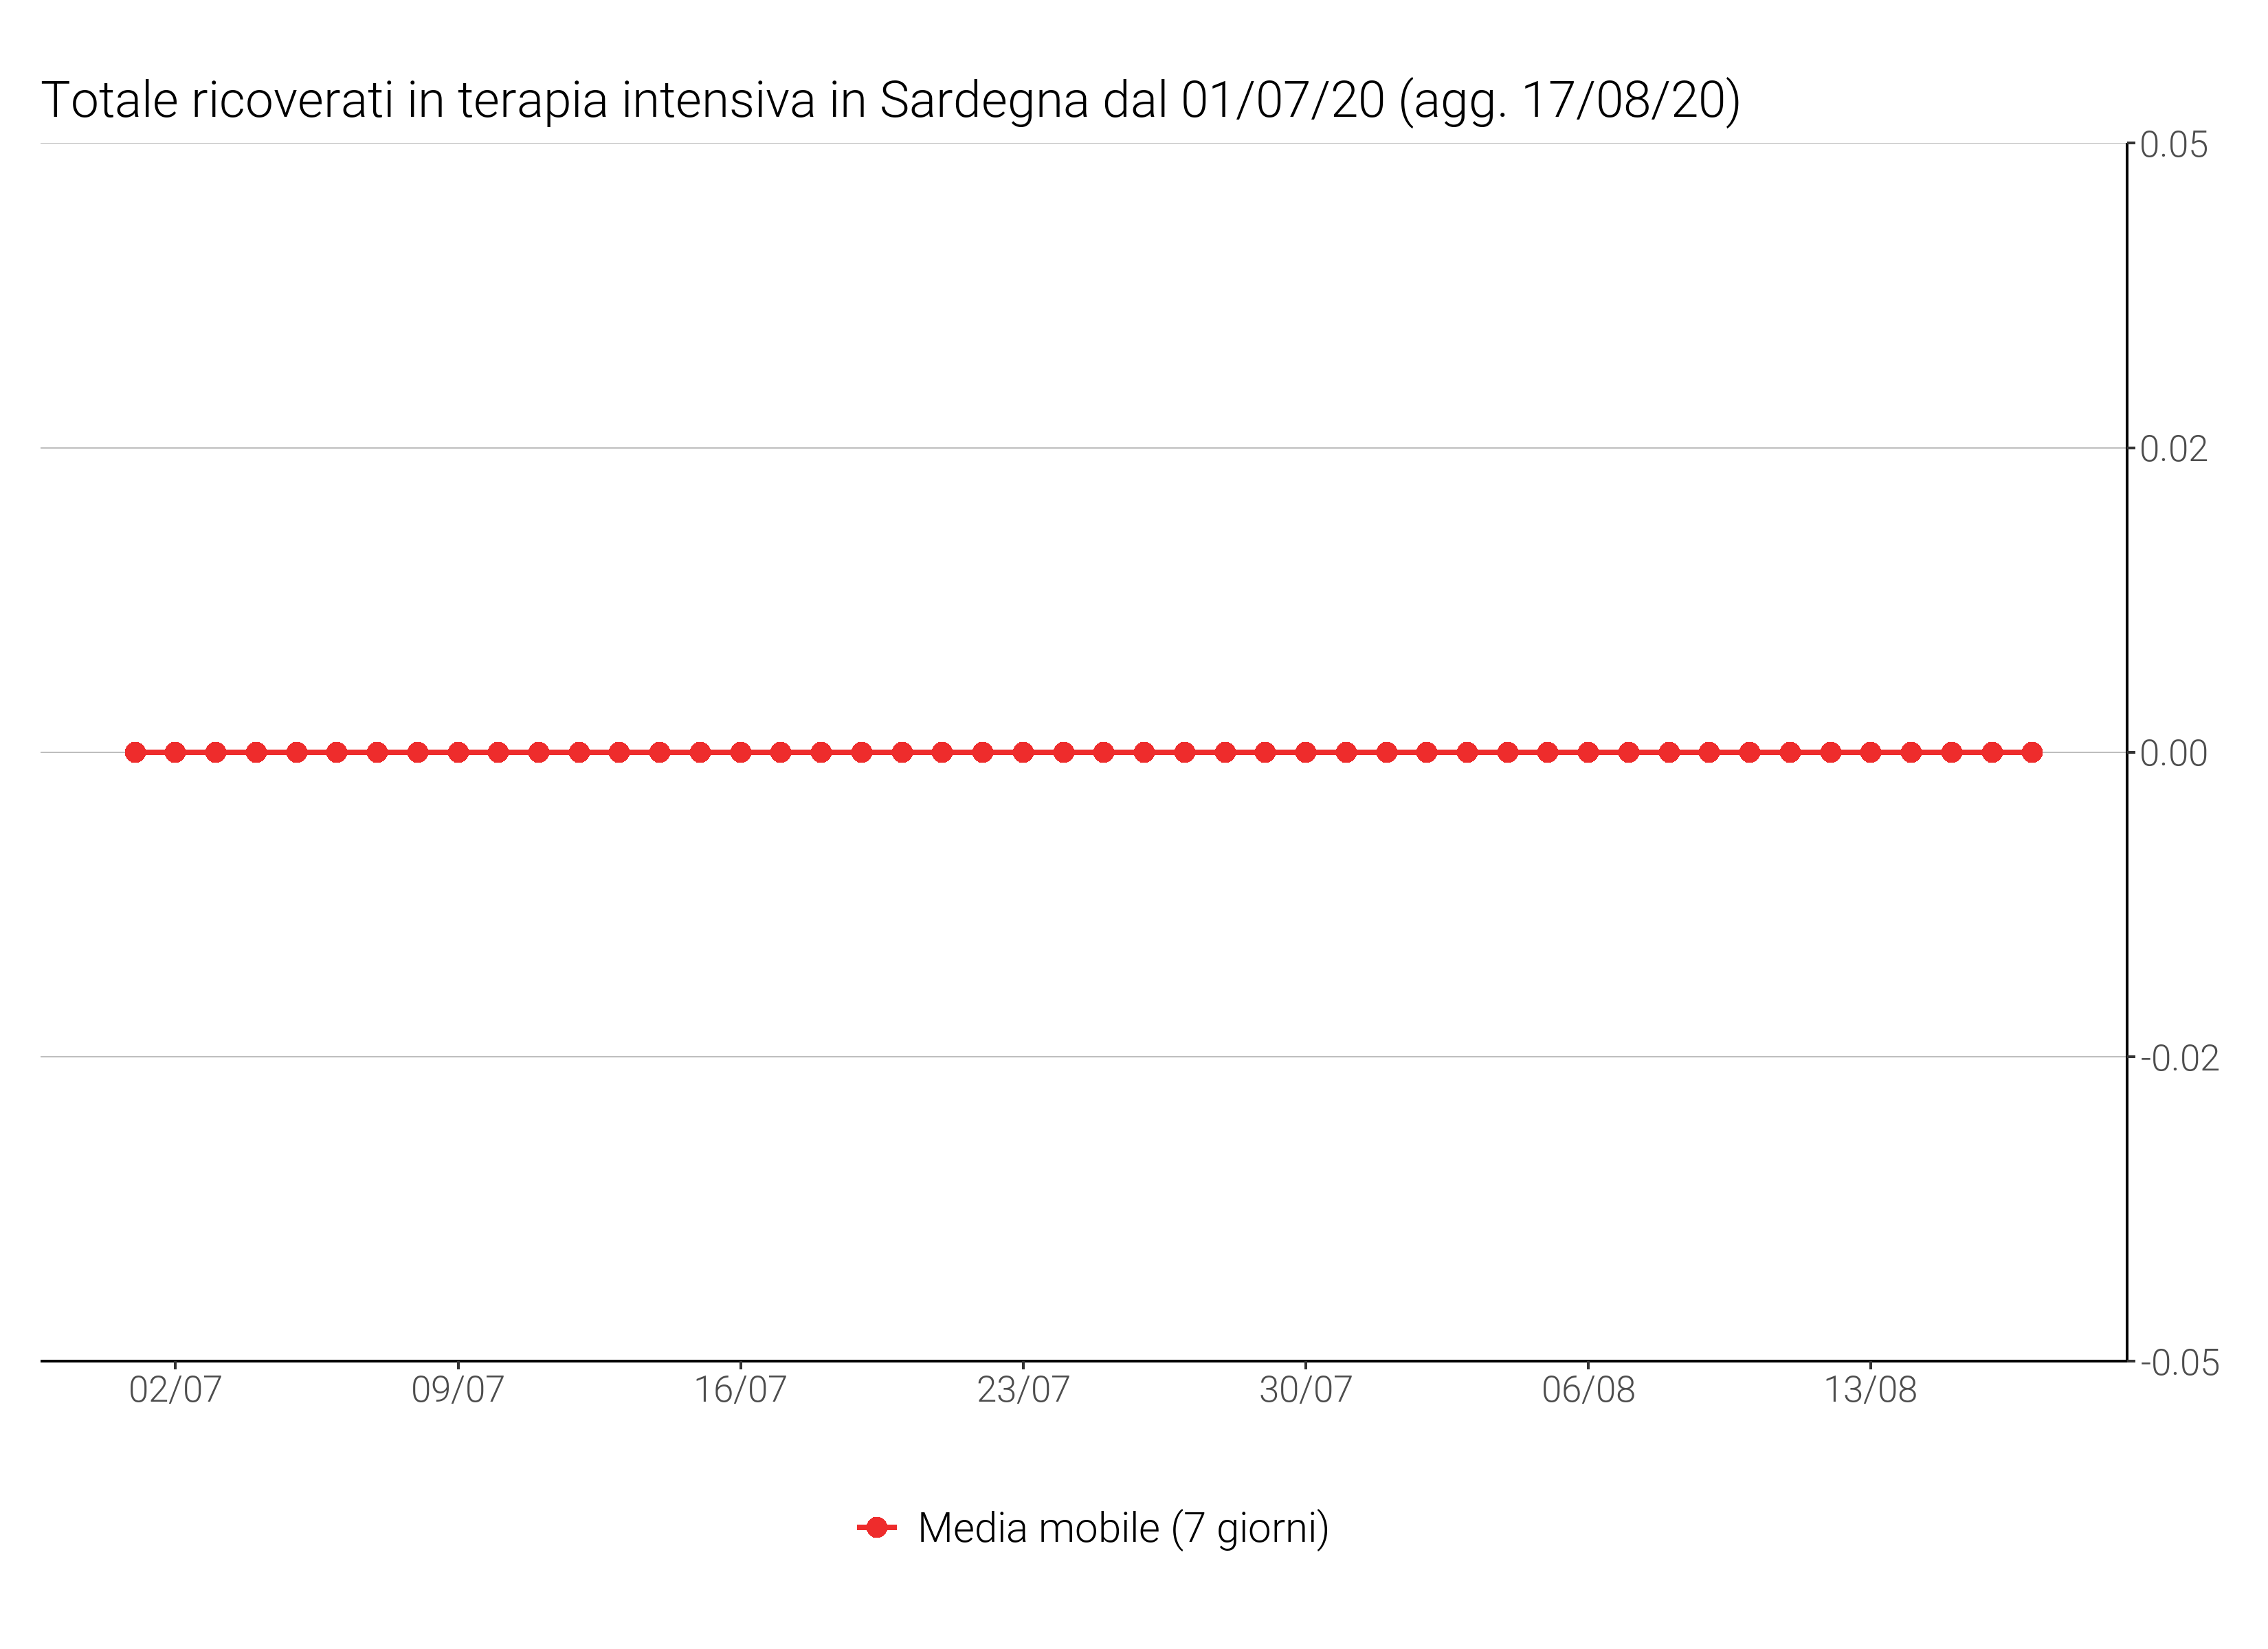 Totale ricoverati in terapia intensiva in Sardegna dal 01/07/20 (agg. 17/08/20)
0.05
0.02
0.00
-0.02
-0.05
02/07 09/07 16/07 23/07 30/07 06/08 13/08
Media mobile (7 giorni)